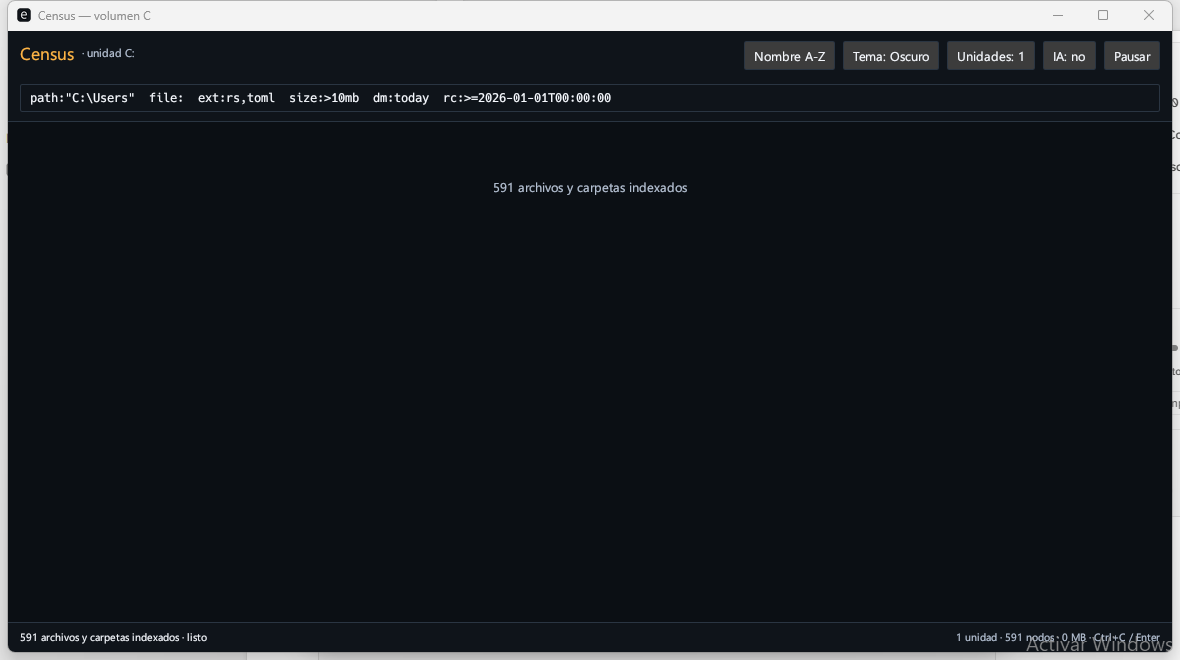 Census — volumen C
Census · unidad C:
Nombre A-Z
Tema: Oscuro
Unidades: 1
IA: no
Pausar
path:"C:\Users"  file:  ext:rs,toml  size:>10mb  dm:today  rc:>=2026-01-01T00:00:00
591 archivos y carpetas indexados
591 archivos y carpetas indexados · listo
1 unidad · 591 nodos · 0 MB · Ctrl+C / Enter
Activar Windows